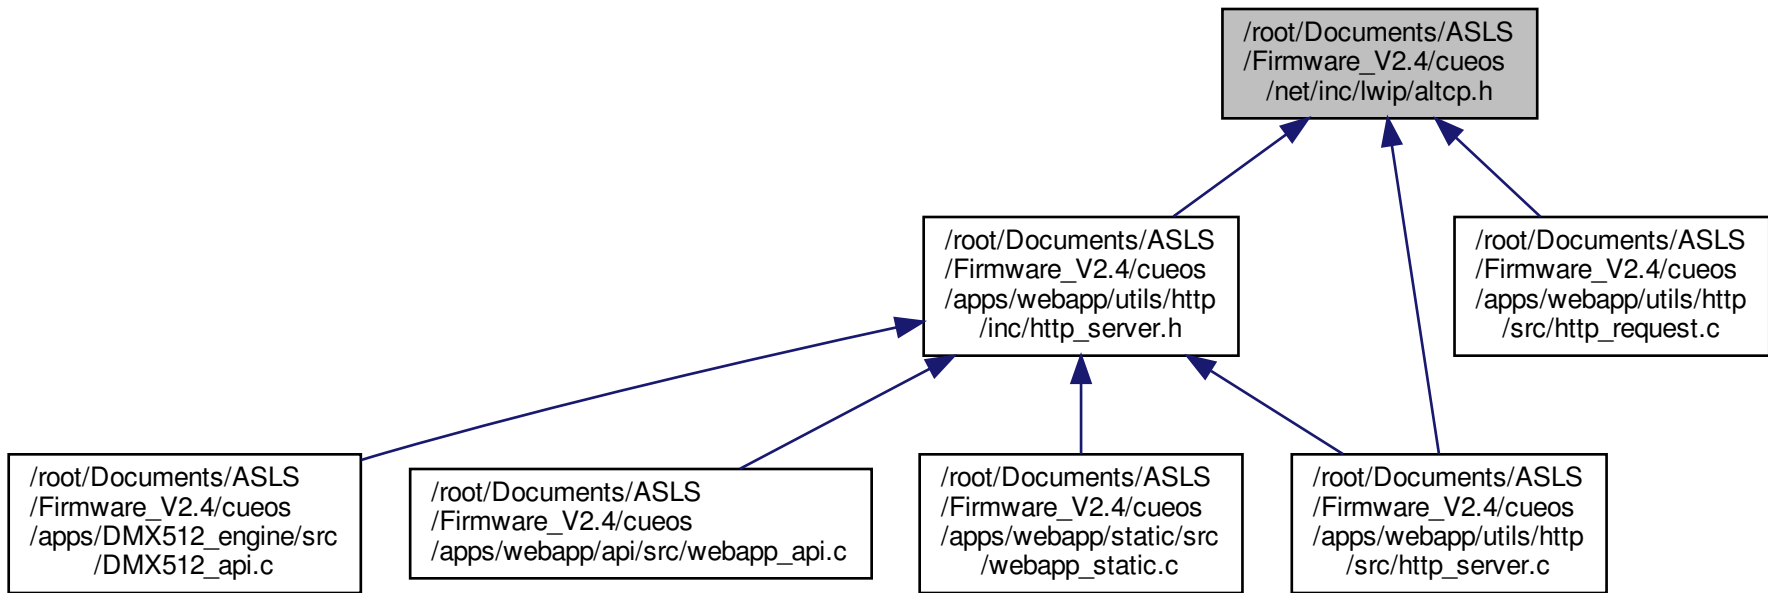 /root/Documents/ASLS
/Firmware_V2.4/cueos
/net/inc/lwip/altcp.h
/root/Documents/ASLS
/Firmware_V2.4/cueos
/apps/webapp/utils/http
/inc/http_server.h
/root/Documents/ASLS
/Firmware_V2.4/cueos
/apps/webapp/utils/http
/src/http_request.c
/root/Documents/ASLS
/Firmware_V2.4/cueos
/apps/DMX512_engine/src
/DMX512_api.c
/root/Documents/ASLS
/Firmware_V2.4/cueos
/apps/webapp/api/src/webapp_api.c
/root/Documents/ASLS
/Firmware_V2.4/cueos
/apps/webapp/static/src
/webapp_static.c
/root/Documents/ASLS
/Firmware_V2.4/cueos
/apps/webapp/utils/http
/src/http_server.c